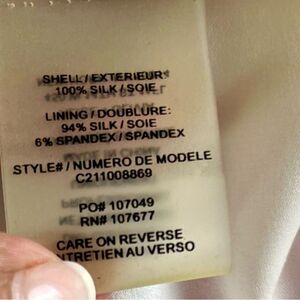 SHELL / EXTERIEUR:
100% SILK / SOIE
LINING / DOUBLURE:
94% SILK / SOIE
6% SPANDEX / SPANDEX
STYLE# / NUMERO DE MODELE
C211008869
PO# 107049
RN# 107677
CARE ON REVERSE
ENTRETIEN AU VERSO